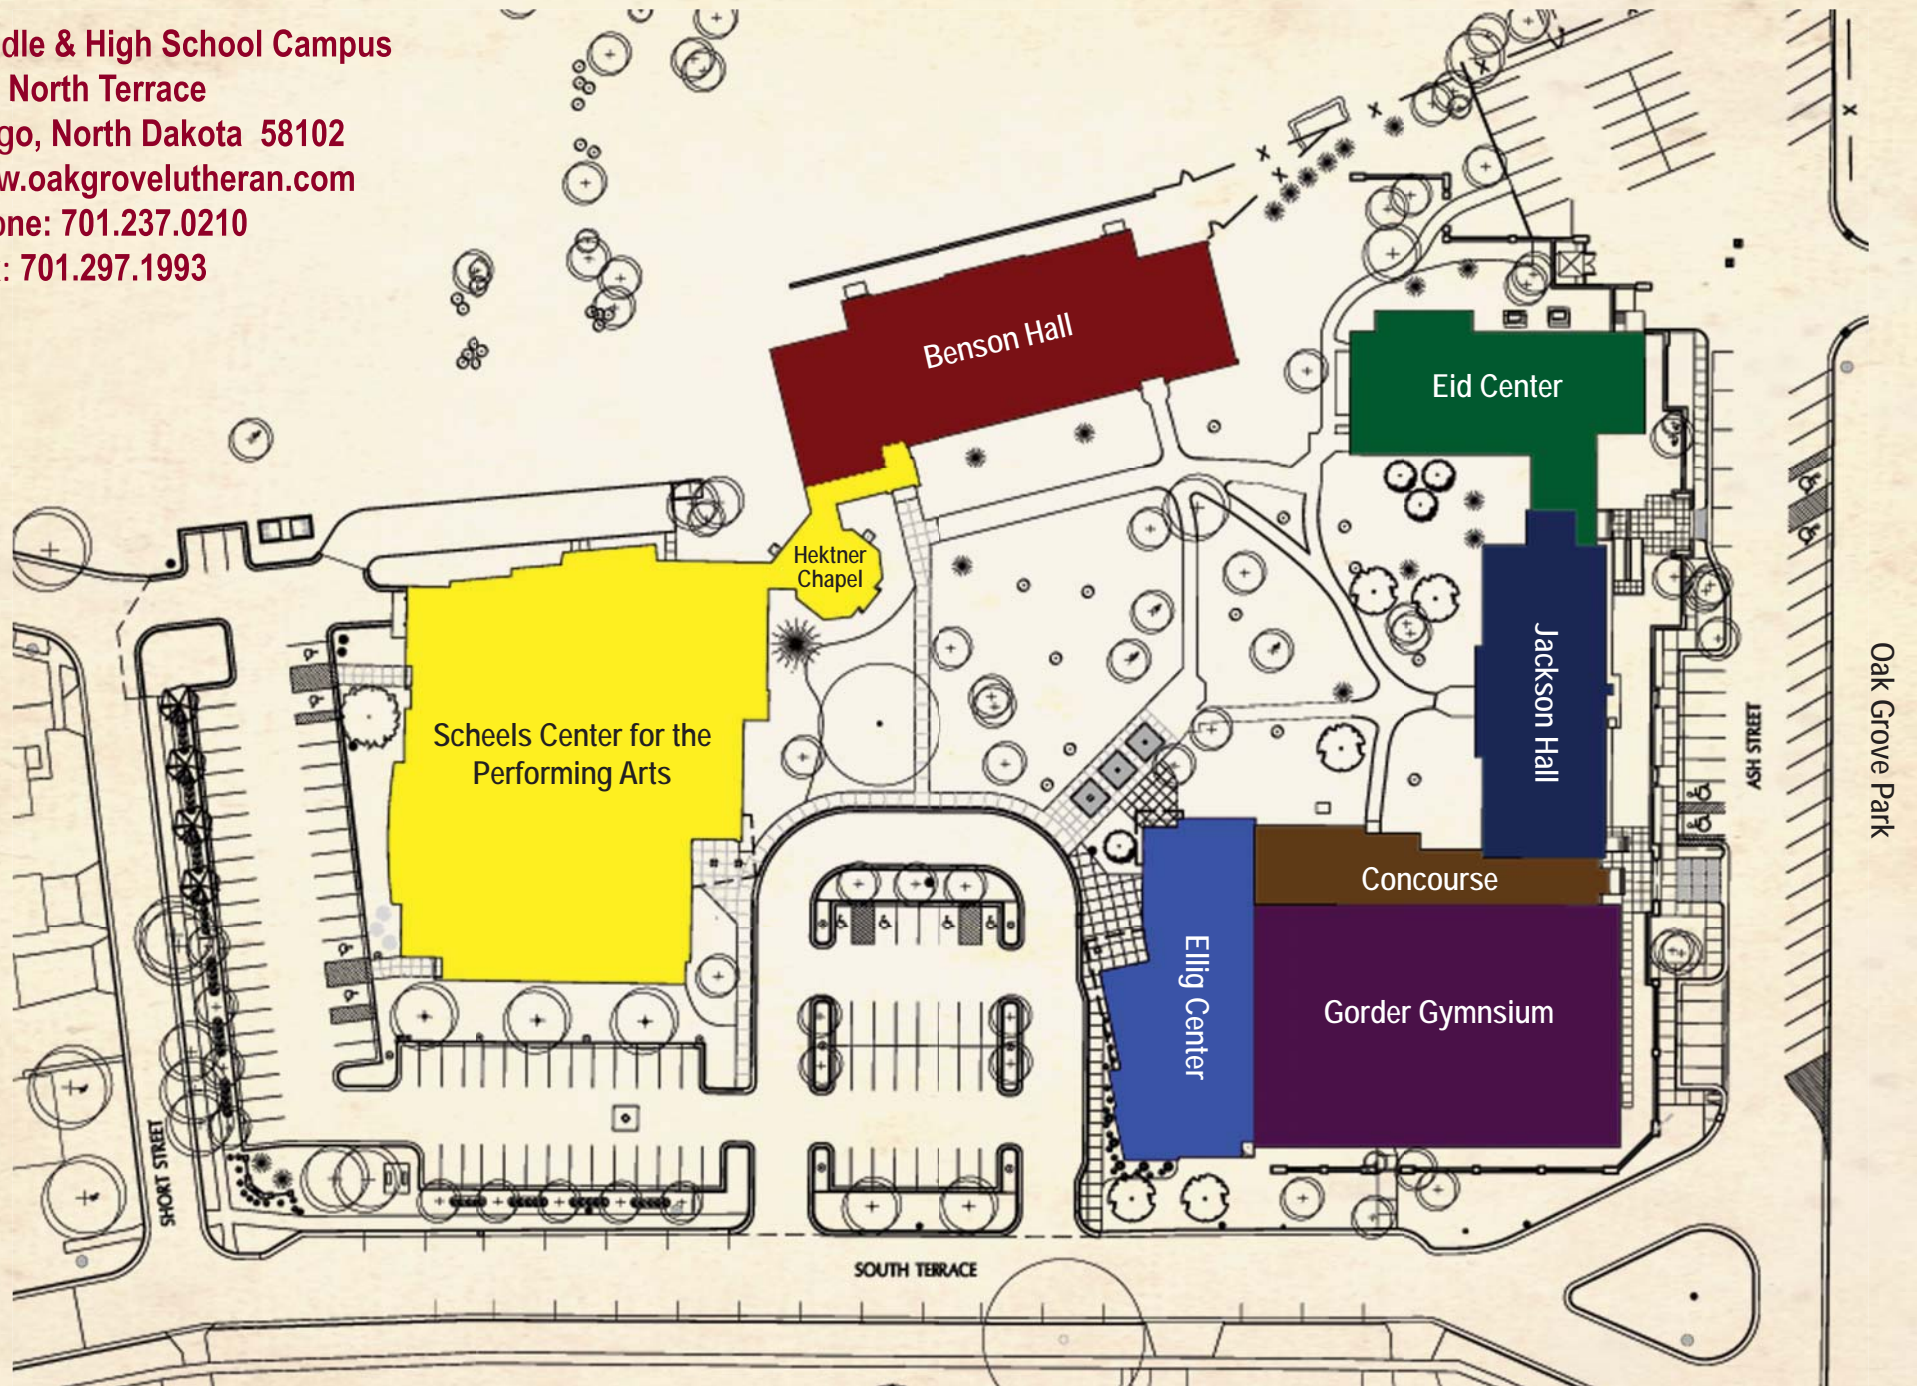 dle & High School Campus
North Terrace
go, North Dakota 58102
w.oakgrovelutheran.com
one: 701.237.0210
: 701.297.1993
Benson Hall
Eid Center
Hektner
Chapel
Scheels Center for the
Performing Arts
Jackson Hall
Concourse
Ellig Center
Gorder Gymnsium
Oak Grove Park
ASH STREET
SHORT STREET
SOUTH TERRACE